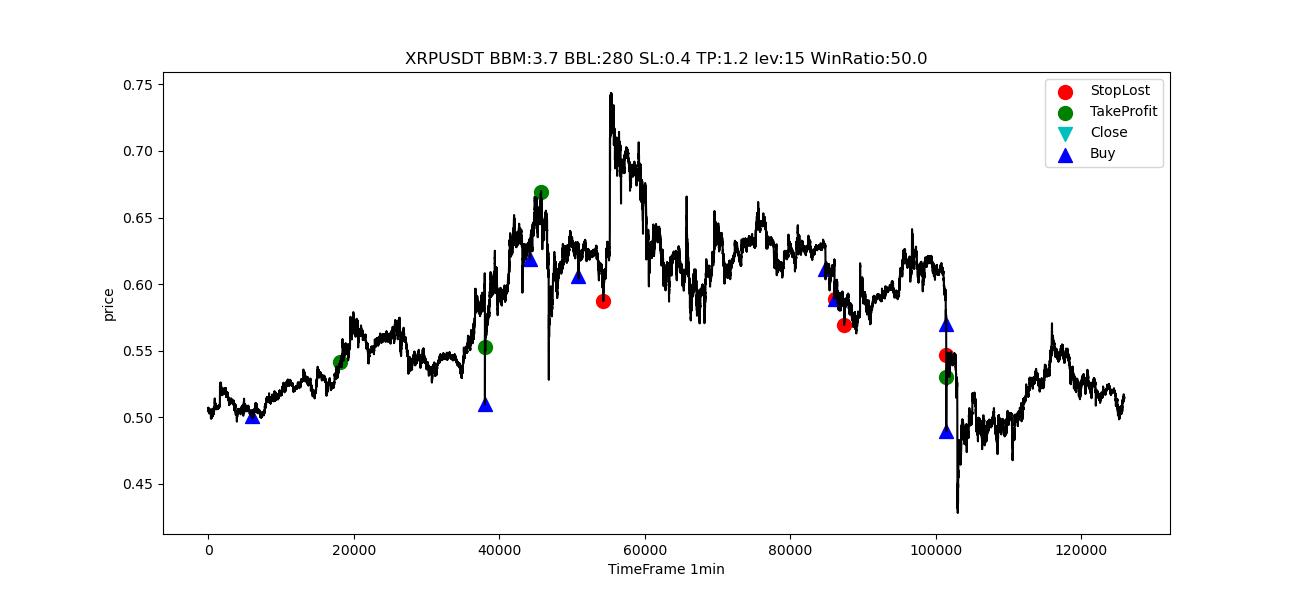 XRPUSDT BBM:3.7 BBL:280 SL:0.4 TP:1.2 lev:15 WinRatio:50.0
StopLost
TakeProfit
Close
Buy
price
0.75
0.70
0.65
0.60
0.55
0.50
0.45
0
20000
40000
60000
80000
100000
120000
TimeFrame 1min